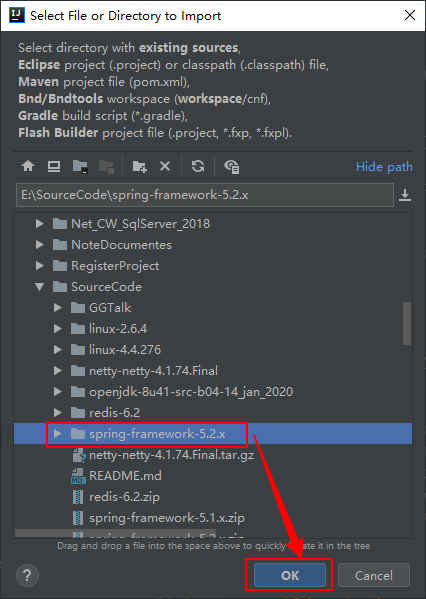 Select File or Directory to Import
Select directory with existing sources,
Eclipse project (.project) or classpath (.classpath) file,
Maven project file (pom.xml),
Bnd/Bndtools workspace (workspace/cnf),
Gradle build script (*.gradle),
Flash Builder project file (.project, *.fxp, *.fxpl).
Hide path
E:\SourceCode\spring-framework-5.2.x
Net_CW_SqlServer_2018
NoteDocumentes
RegisterProject
SourceCode
GGTalk
linux-2.6.4
linux-4.4.276
netty-netty-4.1.74.Final
openjdk-8u41-src-b04-14_jan_2020
redis-6.2
spring-framework-5.2.x
netty-netty-4.1.74.Final.tar.gz
README.md
redis-6.2.zip
spring-framework-5.1.x.zip
Drag and drop a file into the space above to quickly it in the tree
? OK Cancel